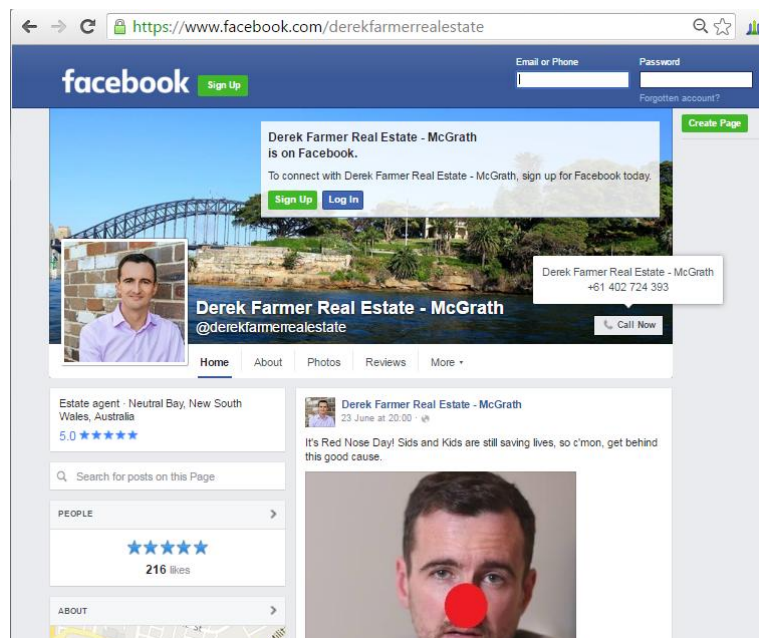 https://www.facebook.com/derekfarmerrealestate
Email or Phone
Password
facebook
Sign Up
Forgotten account?
Create Page
Derek Farmer Real Estate - McGrath
is on Facebook.
To connect with Derek Farmer Real Estate - McGrath, sign up for Facebook today.
Sign Up
Log In
Derek Farmer Real Estate - McGrath
+61 402 724 393
Derek Farmer Real Estate - McGrath
@derekfarmerrealestate
Call Now
Home
About
Photos
Reviews
More
Estate agent · Neutral Bay, New South
Wales, Australia
5.0 ★★★★★
Derek Farmer Real Estate - McGrath
23 June at 20:00 ·
It's Red Nose Day! Sids and Kids are still saving lives, so c'mon, get behind
this good cause.
Search for posts on this Page
PEOPLE
★★★★★
216 likes
ABOUT